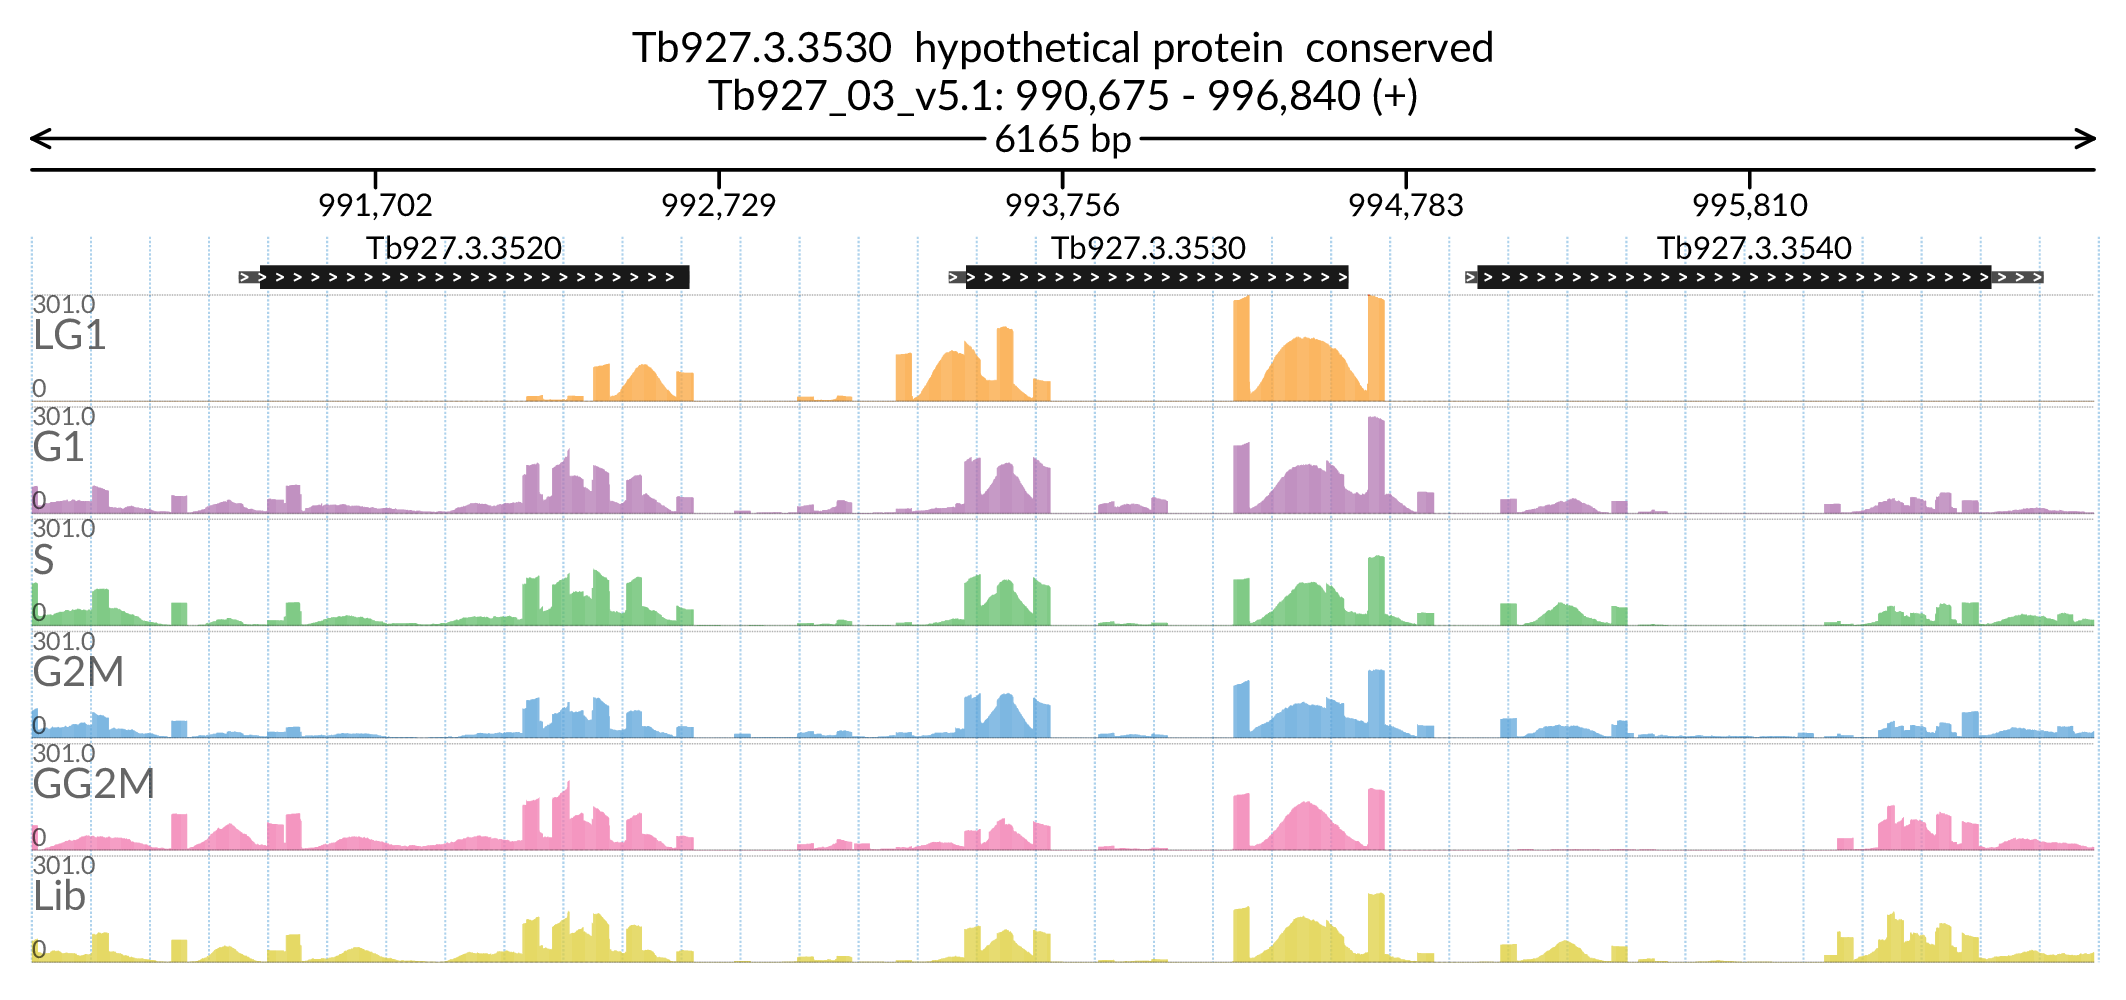 Tb927.3.3530  hypothetical protein  conserved
Tb927_03_v5.1: 990,675 - 996,840 (+)
6165 bp
991,702 992,729 993,756 994,783 995,810
Tb927.3.3520 Tb927.3.3530 Tb927.3.3540
301.0
LG1
0
301.0
G1
0
301.0
S
0
301.0
G2M
0
301.0
GG2M
0
301.0
Lib
0